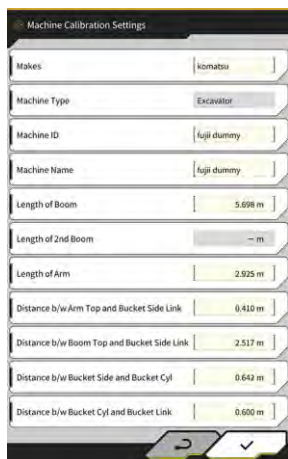 Machine Calibration Settings
Makes komatsu
Machine Type Excavator
Machine ID fujii dummy
Machine Name fujii dummy
Length of Boom 5.698 m
Length of 2nd Boom -- m
Length of Arm 2.925 m
Distance b/w Arm Top and Bucket Side Link 0.410 m
Distance b/w Boom Top and Bucket Side Link 2.517 m
Distance b/w Bucket Side and Bucket Cyl 0.642 m
Distance b/w Bucket Cyl and Bucket Link 0.600 m